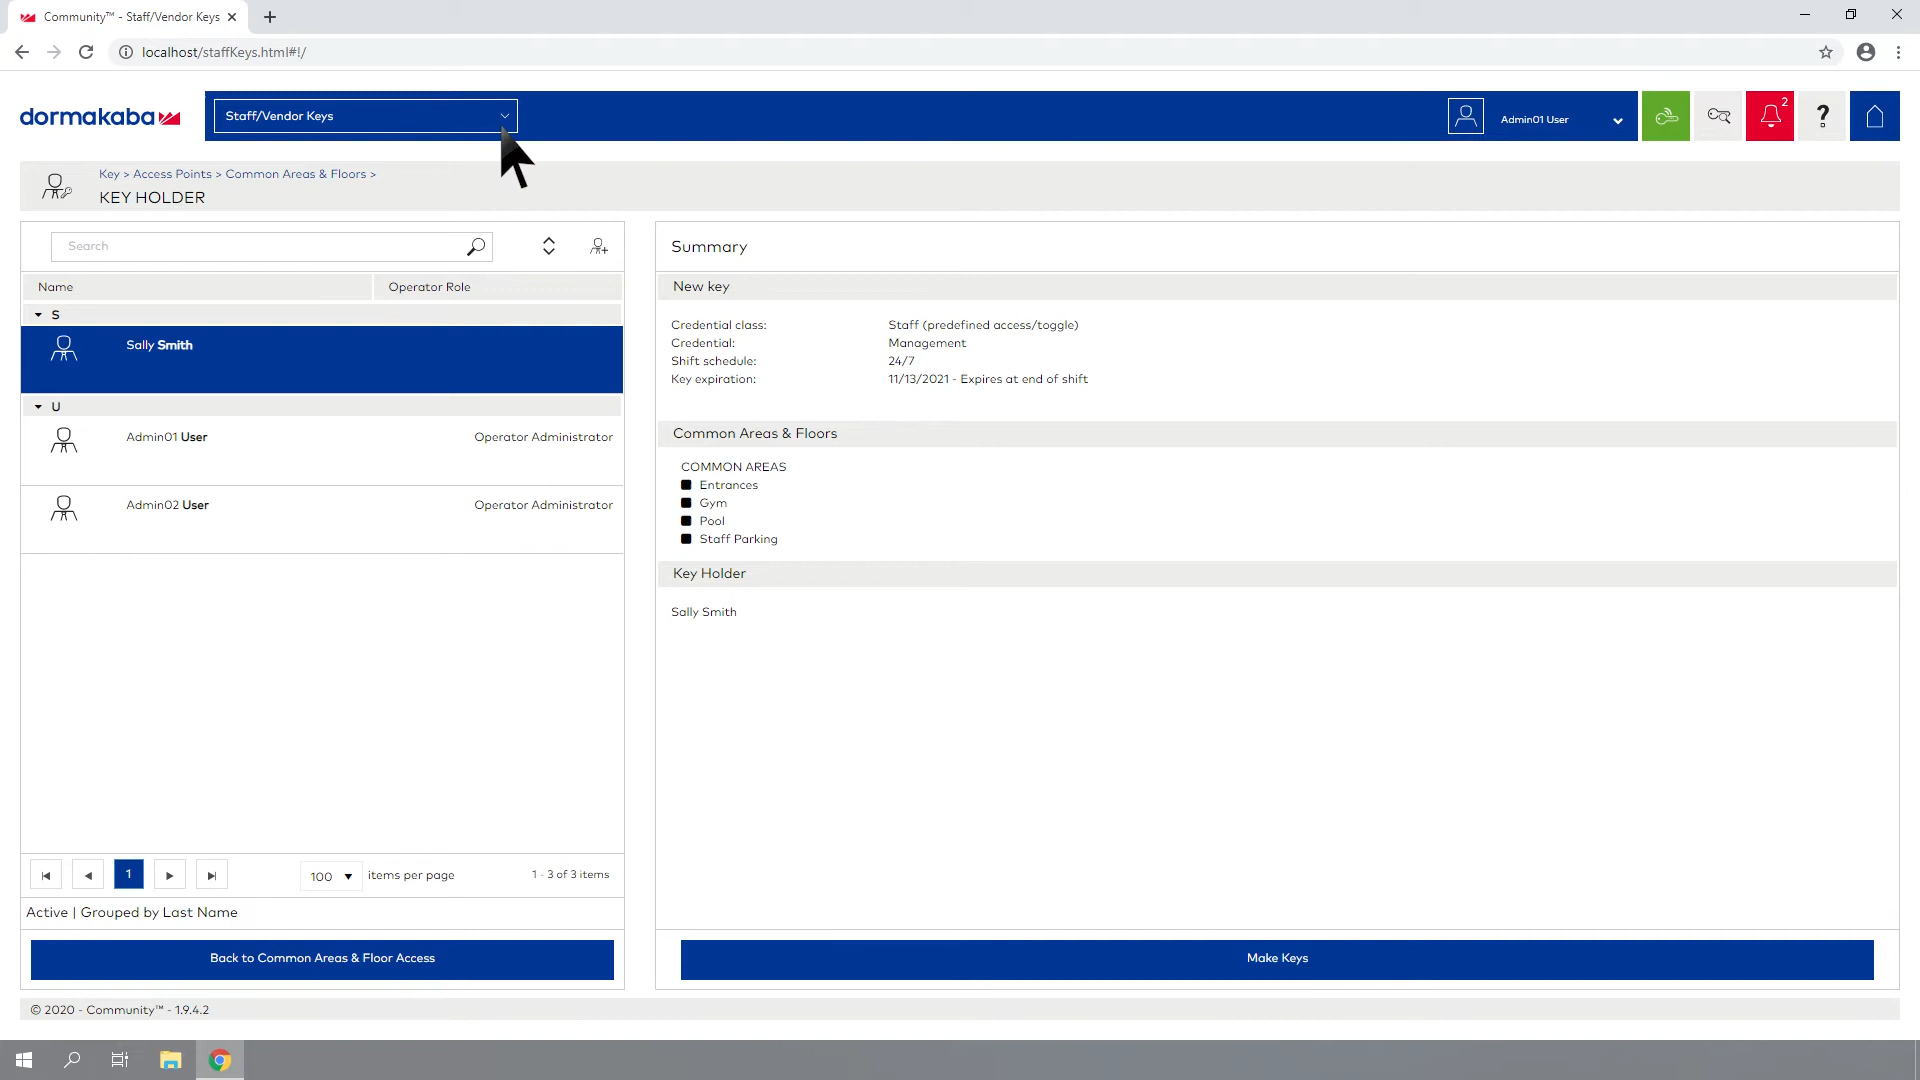 Community™ - Staff/Vendor Keys
localhost/staffKeys.html#!/
dormakaba
Staff/Vendor Keys
Admin01 User
2
?
Key > Access Points > Common Areas & Floors >
KEY HOLDER
Search
Name Operator Role
S
Sally Smith
U
Admin01 User Operator Administrator
Admin02 User Operator Administrator
1
100 items per page
1 - 3 of 3 items
Active | Grouped by Last Name
Back to Common Areas & Floor Access
Summary
New key
Credential class: Staff (predefined access/toggle)
Credential: Management
Shift schedule: 24/7
Key expiration: 11/13/2021 - Expires at end of shift
Common Areas & Floors
COMMON AREAS
Entrances
Gym
Pool
Staff Parking
Key Holder
Sally Smith
Make Keys
© 2020 - Community™ - 1.9.4.2